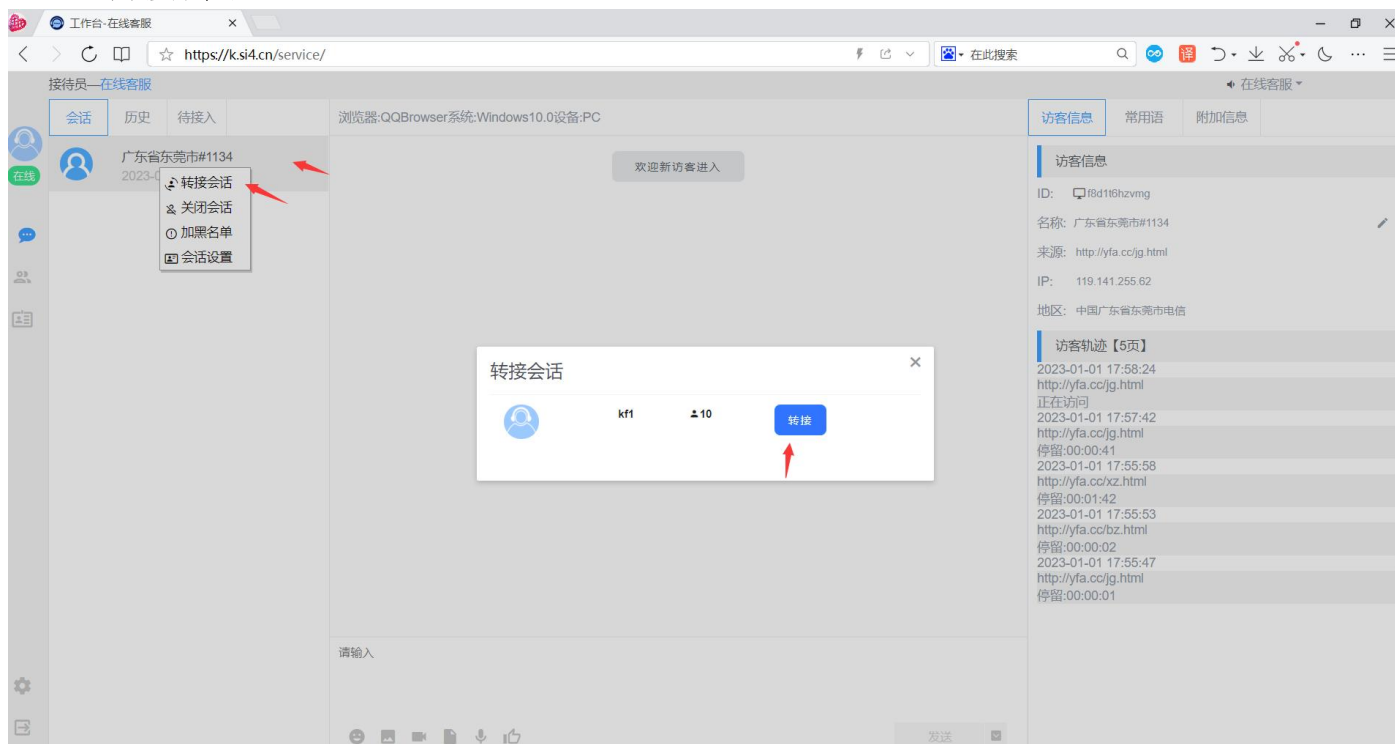 工作台-在线客服
https://k.si4.cn/service/
在此搜索
译
接待员—在线客服
在线客服
会话 历史 待接入
浏览器:QQBrowser系统:Windows10.0设备:PC
访客信息 常用语 附加信息
在线
广东省东莞市#1134
2023-0
转接会话
关闭会话
加黑名单
会话设置
欢迎新访客进入
转接会话
kf1 10 转接
请输入
发送
访客信息
ID: f8d1t6hzvmg
名称: 广东省东莞市#1134
来源: http://yfa.cc/jg.html
IP: 119.141.255.62
地区: 中国广东省东莞市电信
访客轨迹【5页】
2023-01-01 17:58:24
http://yfa.cc/jg.html
正在访问
2023-01-01 17:57:42
http://yfa.cc/jg.html
停留:00:00:41
2023-01-01 17:55:58
http://yfa.cc/xz.html
停留:00:01:42
2023-01-01 17:55:53
http://yfa.cc/bz.html
停留:00:00:02
2023-01-01 17:55:47
http://yfa.cc/jg.html
停留:00:00:01